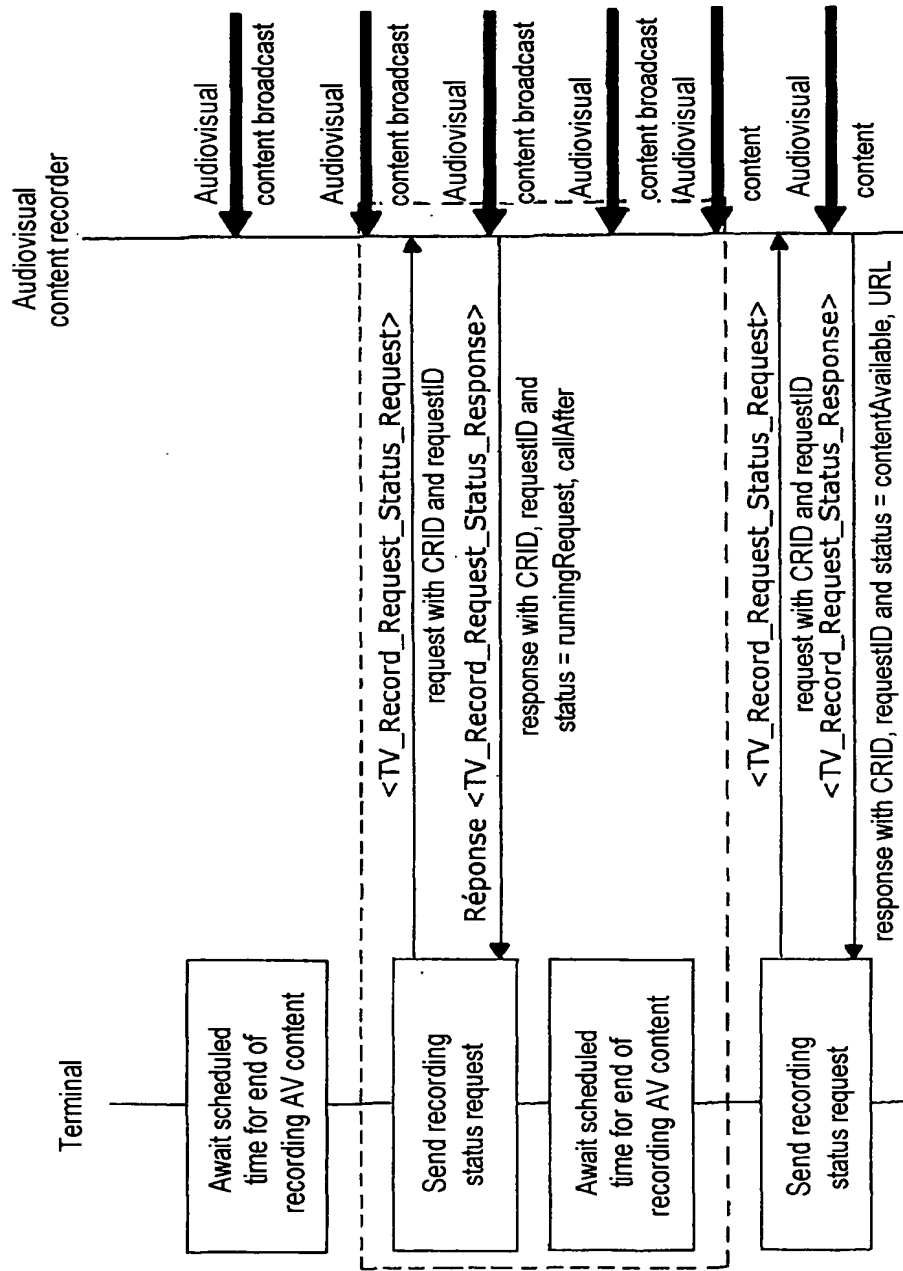 Terminal
Audiovisual
content recorder
Await scheduled
time for end of
recording AV content
Audiovisual
content broadcast
Audiovisual
content broadcast
Send recording
status request
<TV_Record_Request_Status_Request>
request with CRID and requestID
Réponse <TV_Record_Request_Status_Response>
response with CRID, requestID and
status = runningRequest, callAfter
Audiovisual
content broadcast
Await scheduled
time for end of
recording AV content
Audiovisual
content broadcast
Audiovisual
content
Send recording
status request
<TV_Record_Request_Status_Request>
request with CRID and requestID
<TV_Record_Request_Status_Response>
response with CRID, requestID and status = contentAvailable, URL
Audiovisual
content